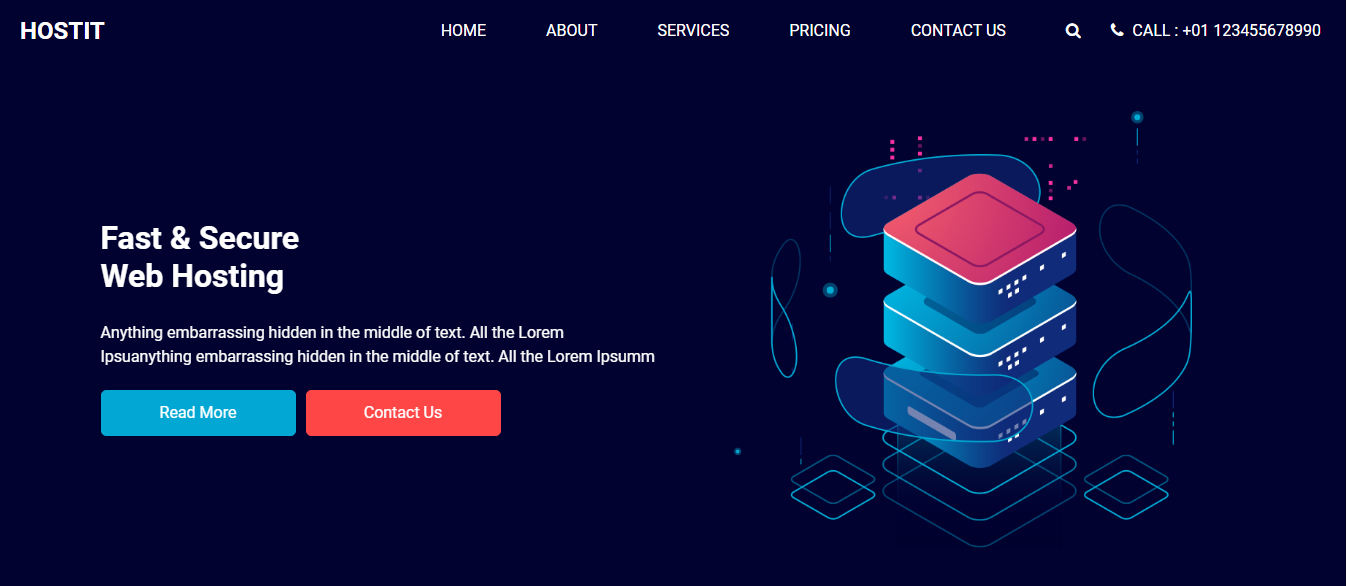 HOSTIT
HOME ABOUT SERVICES PRICING CONTACT US CALL : +01 123455678990
Fast & Secure
Web Hosting
Anything embarrassing hidden in the middle of text. All the Lorem
Ipsuanything embarrassing hidden in the middle of text. All the Lorem Ipsumm
Read More
Contact Us